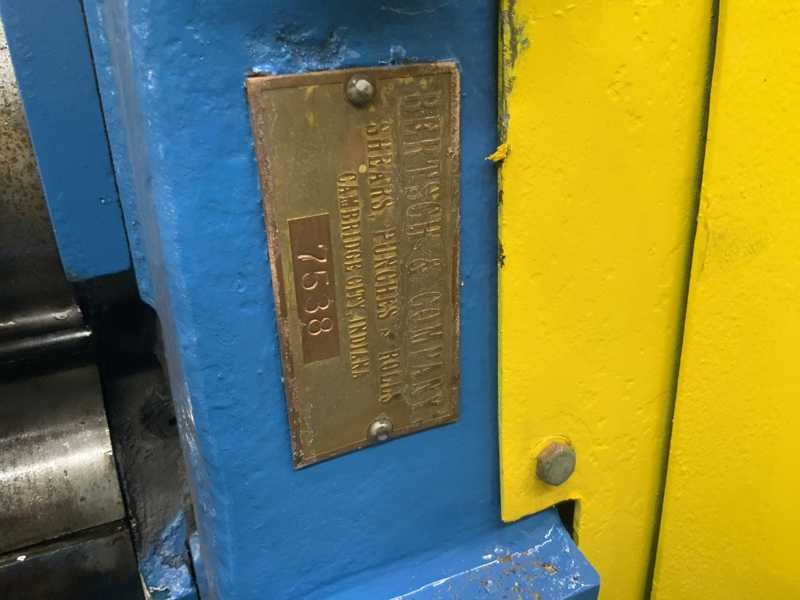 BERTSCH & COMPANY
SHEARS, PUNCHES & ROLLS
CAMBRIDGE CITY, INDIANA
7538